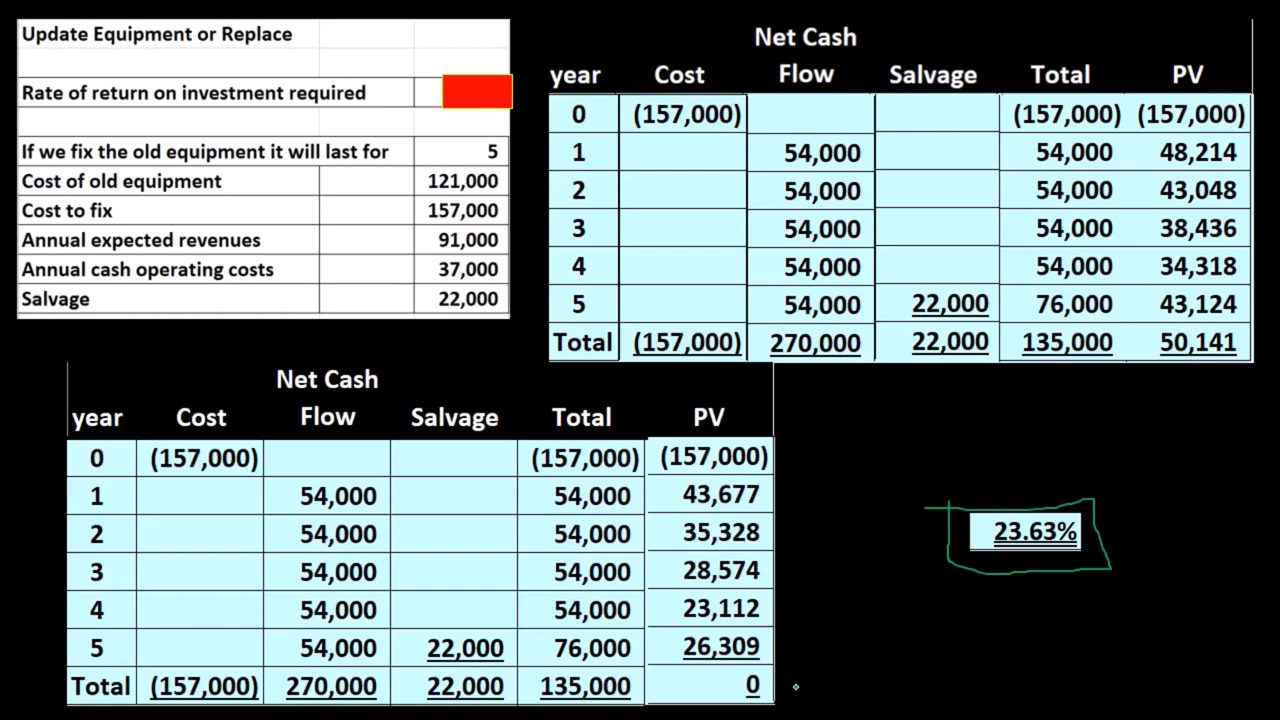 Update Equipment or Replace
Rate of return on investment required
If we fix the old equipment it will last for 5
Cost of old equipment 121,000
Cost to fix 157,000
Annual expected revenues 91,000
Annual cash operating costs 37,000
Salvage 22,000
Net Cash
year Cost Flow Salvage Total PV
0 (157,000) (157,000) (157,000)
1 54,000 54,000 48,214
2 54,000 54,000 43,048
3 54,000 54,000 38,436
4 54,000 54,000 34,318
5 54,000 22,000 76,000 43,124
Total (157,000) 270,000 22,000 135,000 50,141
Net Cash
year Cost Flow Salvage Total PV
0 (157,000) (157,000) (157,000)
1 54,000 54,000 43,677
2 54,000 54,000 35,328
3 54,000 54,000 28,574
4 54,000 54,000 23,112
5 54,000 22,000 76,000 26,309
Total (157,000) 270,000 22,000 135,000 0
23.63%